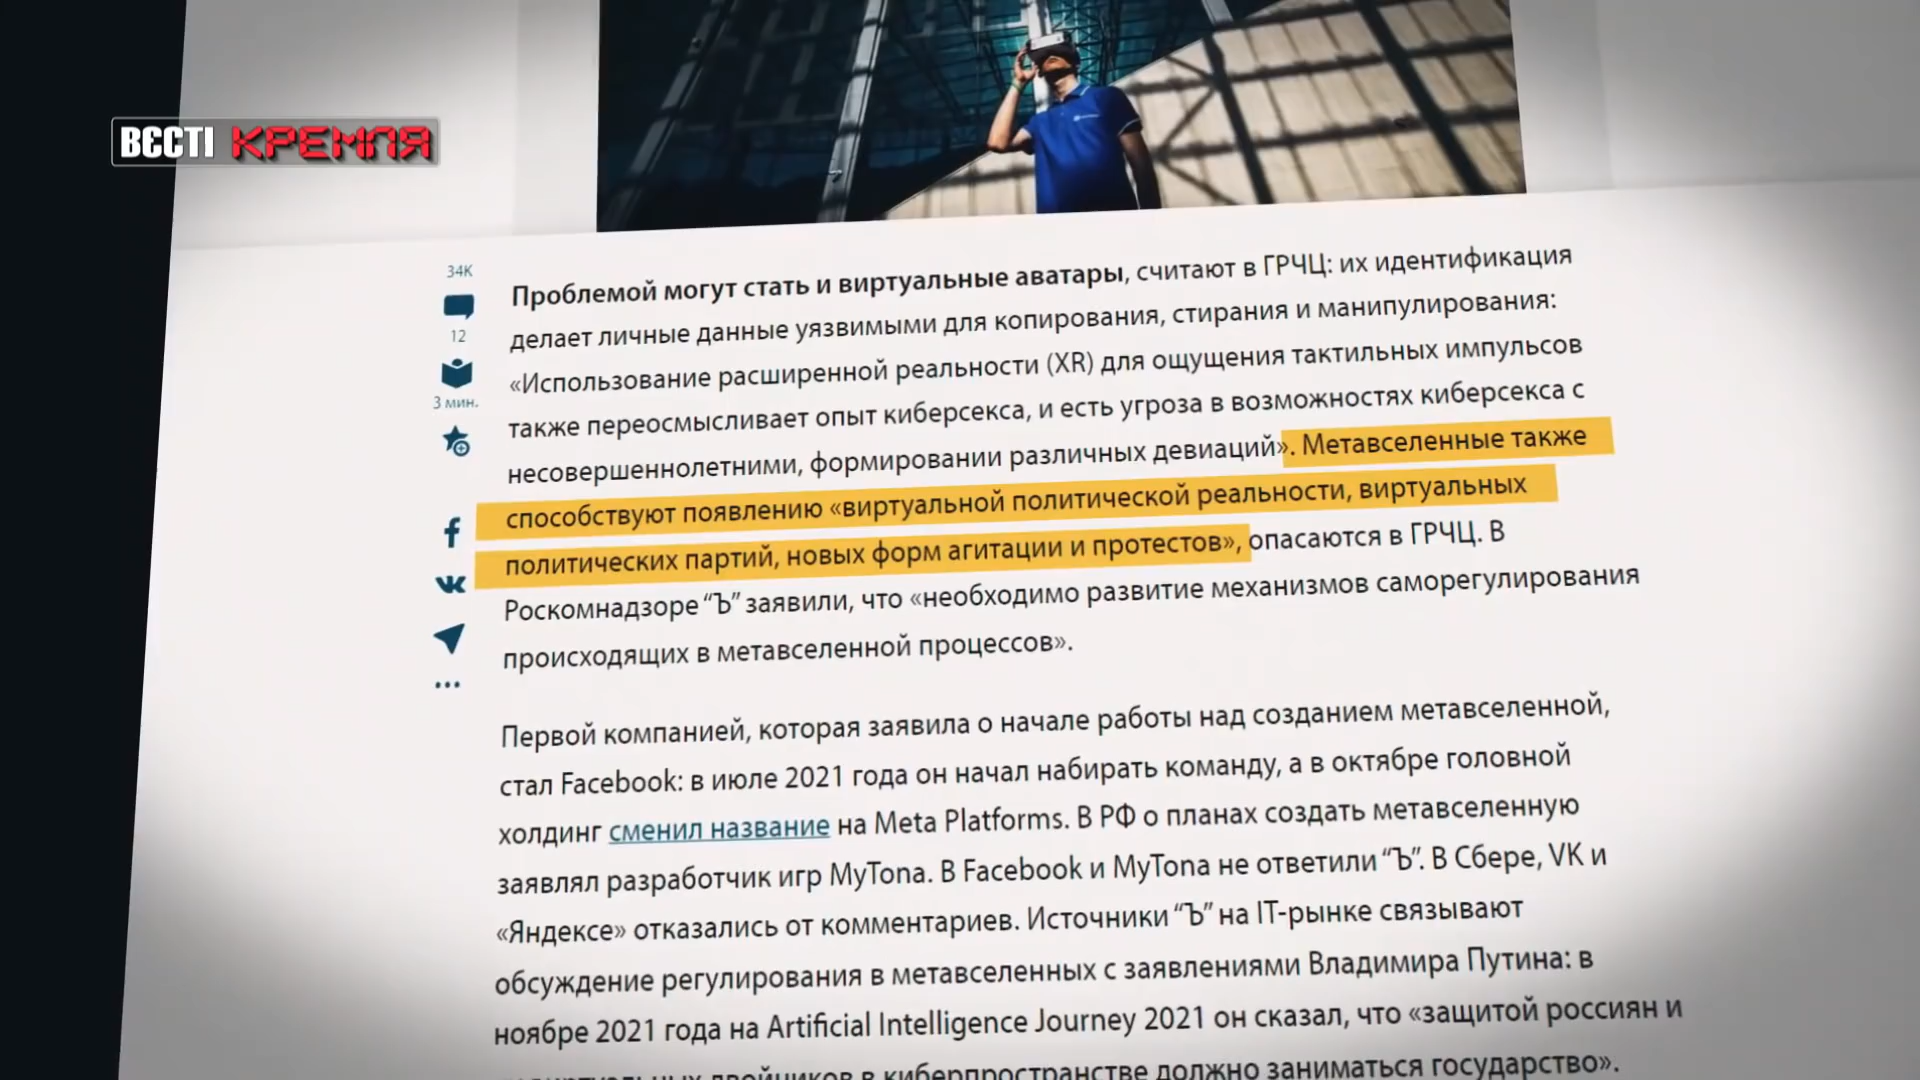 ВЄСТІ КРЕМЛЯ
34K
12
3 мин.
Проблемой могут стать и виртуальные аватары, считают в ГРЧЦ: их идентификация
делает личные данные уязвимыми для копирования, стирания и манипулирования:
«Использование расширенной реальности (XR) для ощущения тактильных импульсов
также переосмысливает опыт киберсекса, и есть угроза в возможностях киберсекса с
несовершеннолетними, формировании различных девиаций». Метавселенные также
способствуют появлению «виртуальной политической реальности, виртуальных
политических партий, новых форм агитации и протестов», опасаются в ГРЧЦ. В
Роскомнадзоре “Ъ” заявили, что «необходимо развитие механизмов саморегулирования
происходящих в метавселенной процессов».
Первой компанией, которая заявила о начале работы над созданием метавселенной,
стал Facebook: в июле 2021 года он начал набирать команду, а в октябре головной
холдинг сменил название на Meta Platforms. В РФ о планах создать метавселенную
заявлял разработчик игр MyTona. В Facebook и MyTona не ответили “Ъ”. В Сбере, VK и
«Яндексе» отказались от комментариев. Источники “Ъ” на IT-рынке связывают
обсуждение регулирования в метавселенных с заявлениями Владимира Путина: в
ноябре 2021 года на Artificial Intelligence Journey 2021 он сказал, что «защитой россиян и
двойников в киберпространстве должно заниматься государство».